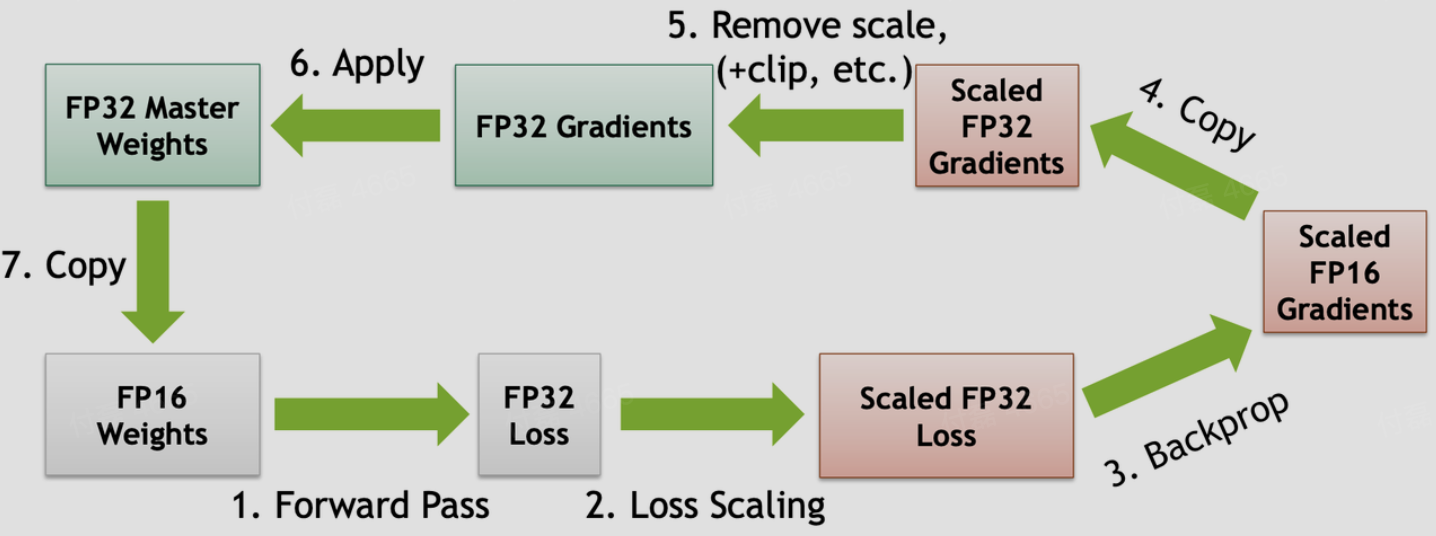 5. Remove scale,
(+clip, etc.)
6. Apply
4. Copy
FP32 Master
Weights
FP32 Gradients
Scaled
FP32
Gradients
Scaled
FP16
Gradients
7. Copy
FP16
Weights
FP32
Loss
Scaled FP32
Loss
3. Backprop
1. Forward Pass
2. Loss Scaling